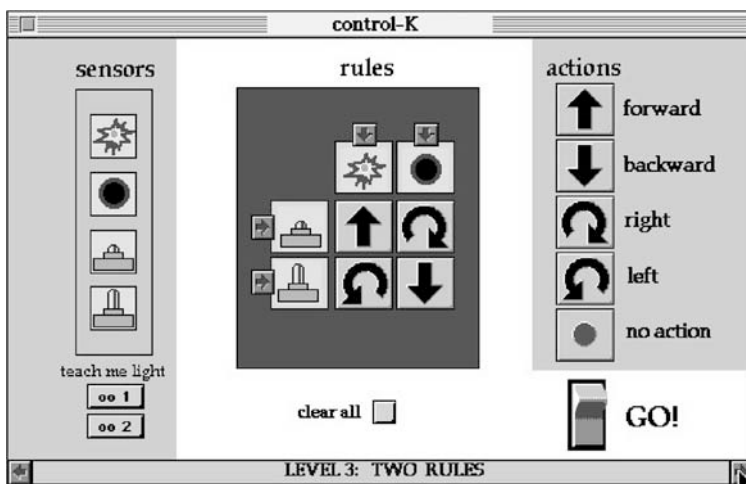 control-K
sensors
rules
actions
forward
backward
right
left
no action
teach me light
oo 1
oo 2
clear all
GO!
LEVEL 3: TWO RULES